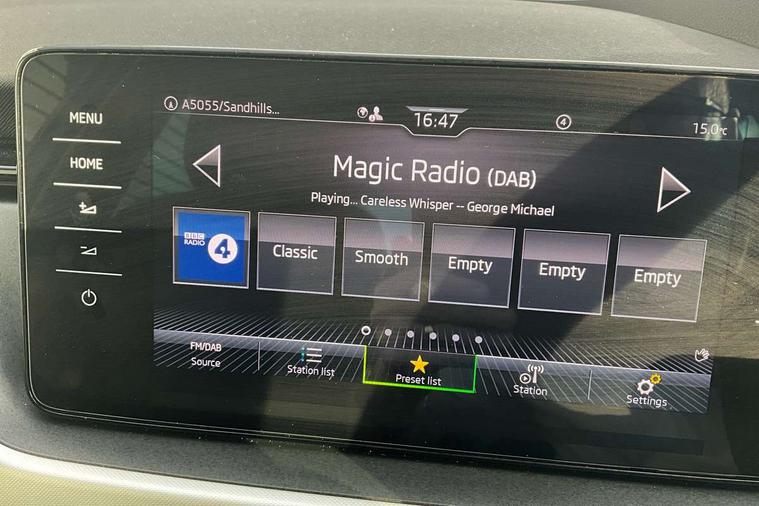 MENU
HOME
A5055/Sandhills...
16:47
4
15.0°C
Magic Radio (DAB)
Playing... Careless Whisper -- George Michael
BBC
RADIO
4
Classic
Smooth
Empty
Empty
Empty
FM/DAB
Source
Station list
Preset list
Station
Settings